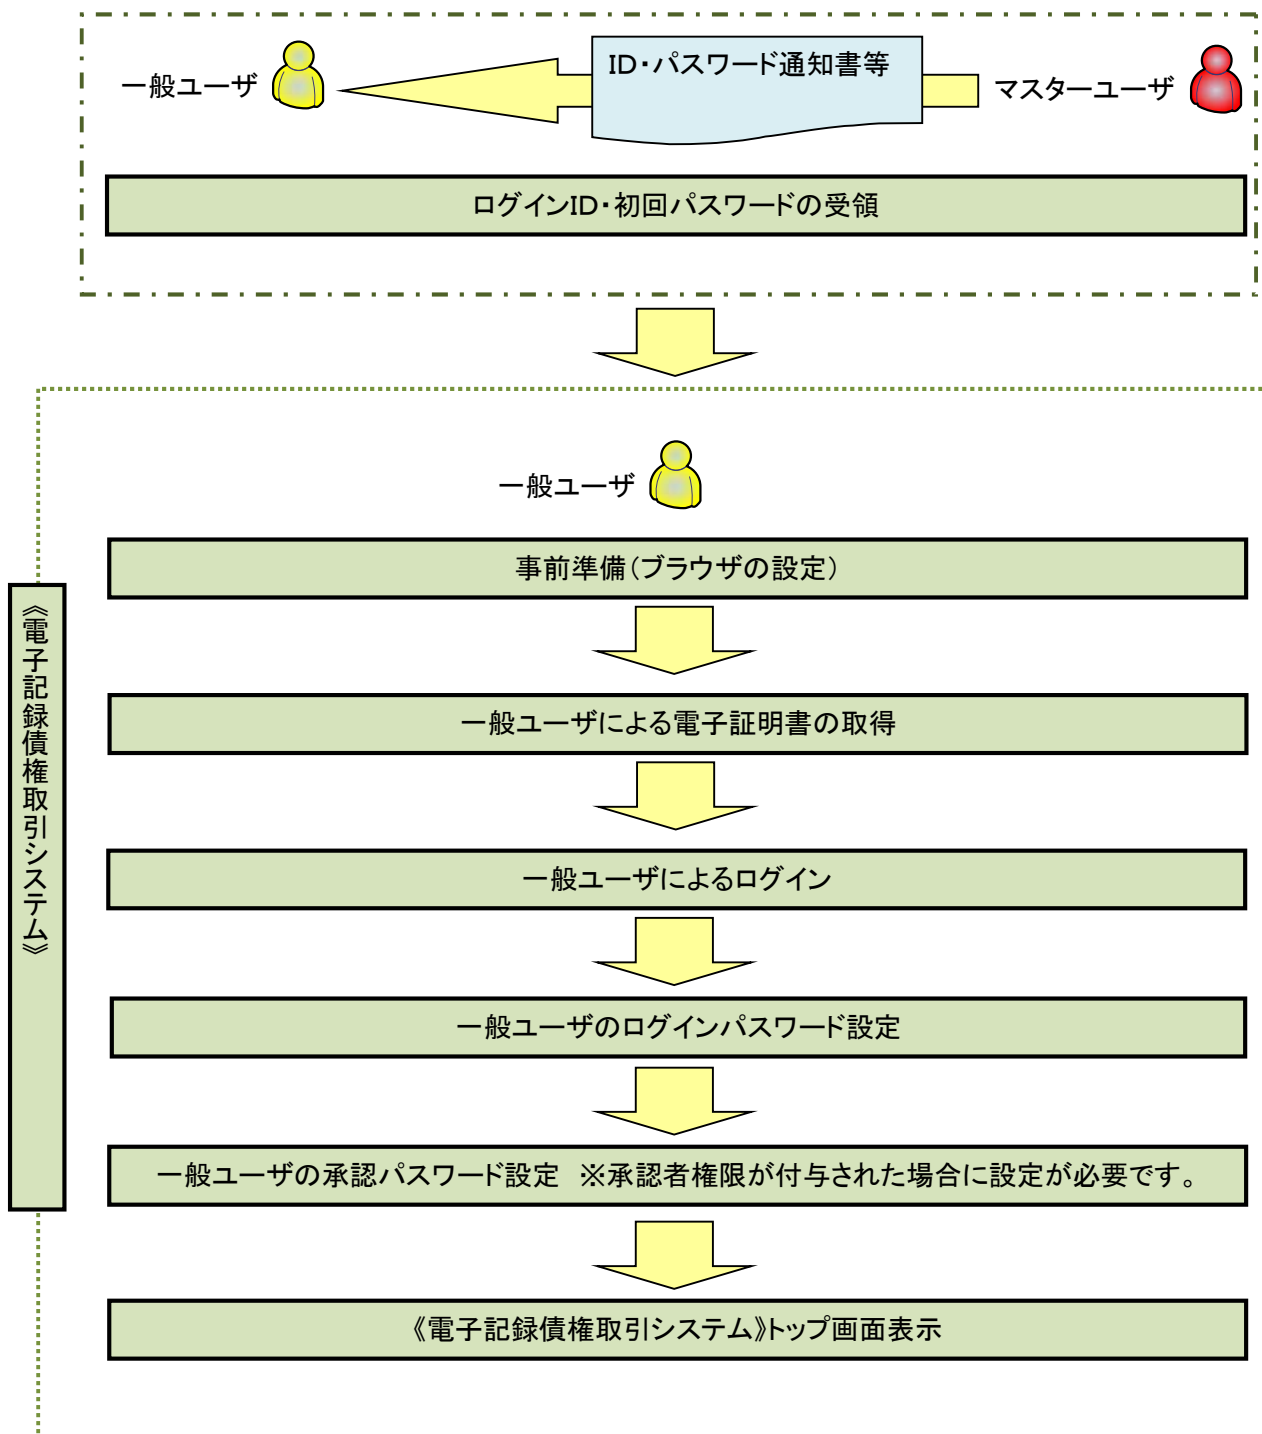 一般ユーザ
ID・パスワード通知書等
マスターユーザ
ログインID・初回パスワードの受領
一般ユーザ
事前準備（ブラウザの設定）
《電子記録債権取引システム》
一般ユーザによる電子証明書の取得
一般ユーザによるログイン
一般ユーザのログインパスワード設定
一般ユーザの承認パスワード設定　※承認者権限が付与された場合に設定が必要です。
《電子記録債権取引システム》トップ画面表示